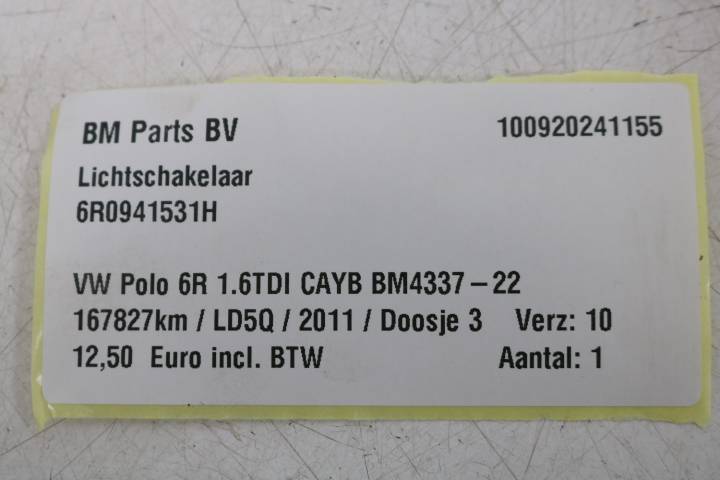 BM Parts BV 100920241155
Lichtschakelaar
6R0941531H
VW Polo 6R 1.6TDI CAYB BM4337-22
167827km / LD5Q / 2011 / Doosje 3 Verz: 10
12,50 Euro incl. BTW Aantal: 1